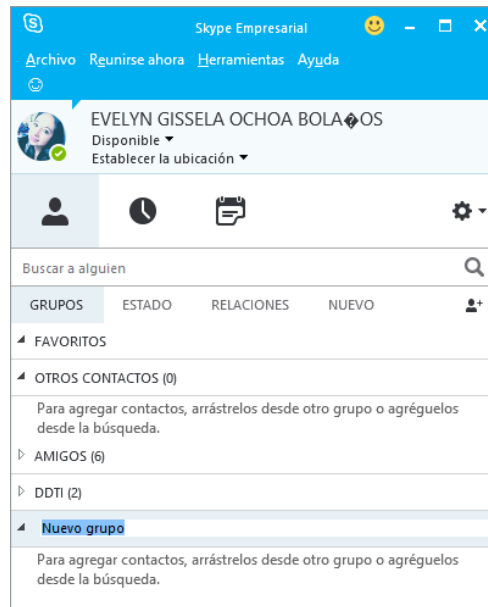 Skype Empresarial
Archivo Reunirse ahora Herramientas Ayuda
EVELYN GISSELA OCHOA BOLA�OS
Disponible
Establecer la ubicación
Buscar a alguien
GRUPOS ESTADO RELACIONES NUEVO
FAVORITOS
OTROS CONTACTOS (0)
Para agregar contactos, arrástrelos desde otro grupo o agréguelos
desde la búsqueda.
AMIGOS (6)
DDTI (2)
Nuevo grupo
Para agregar contactos, arrástrelos desde otro grupo o agréguelos
desde la búsqueda.